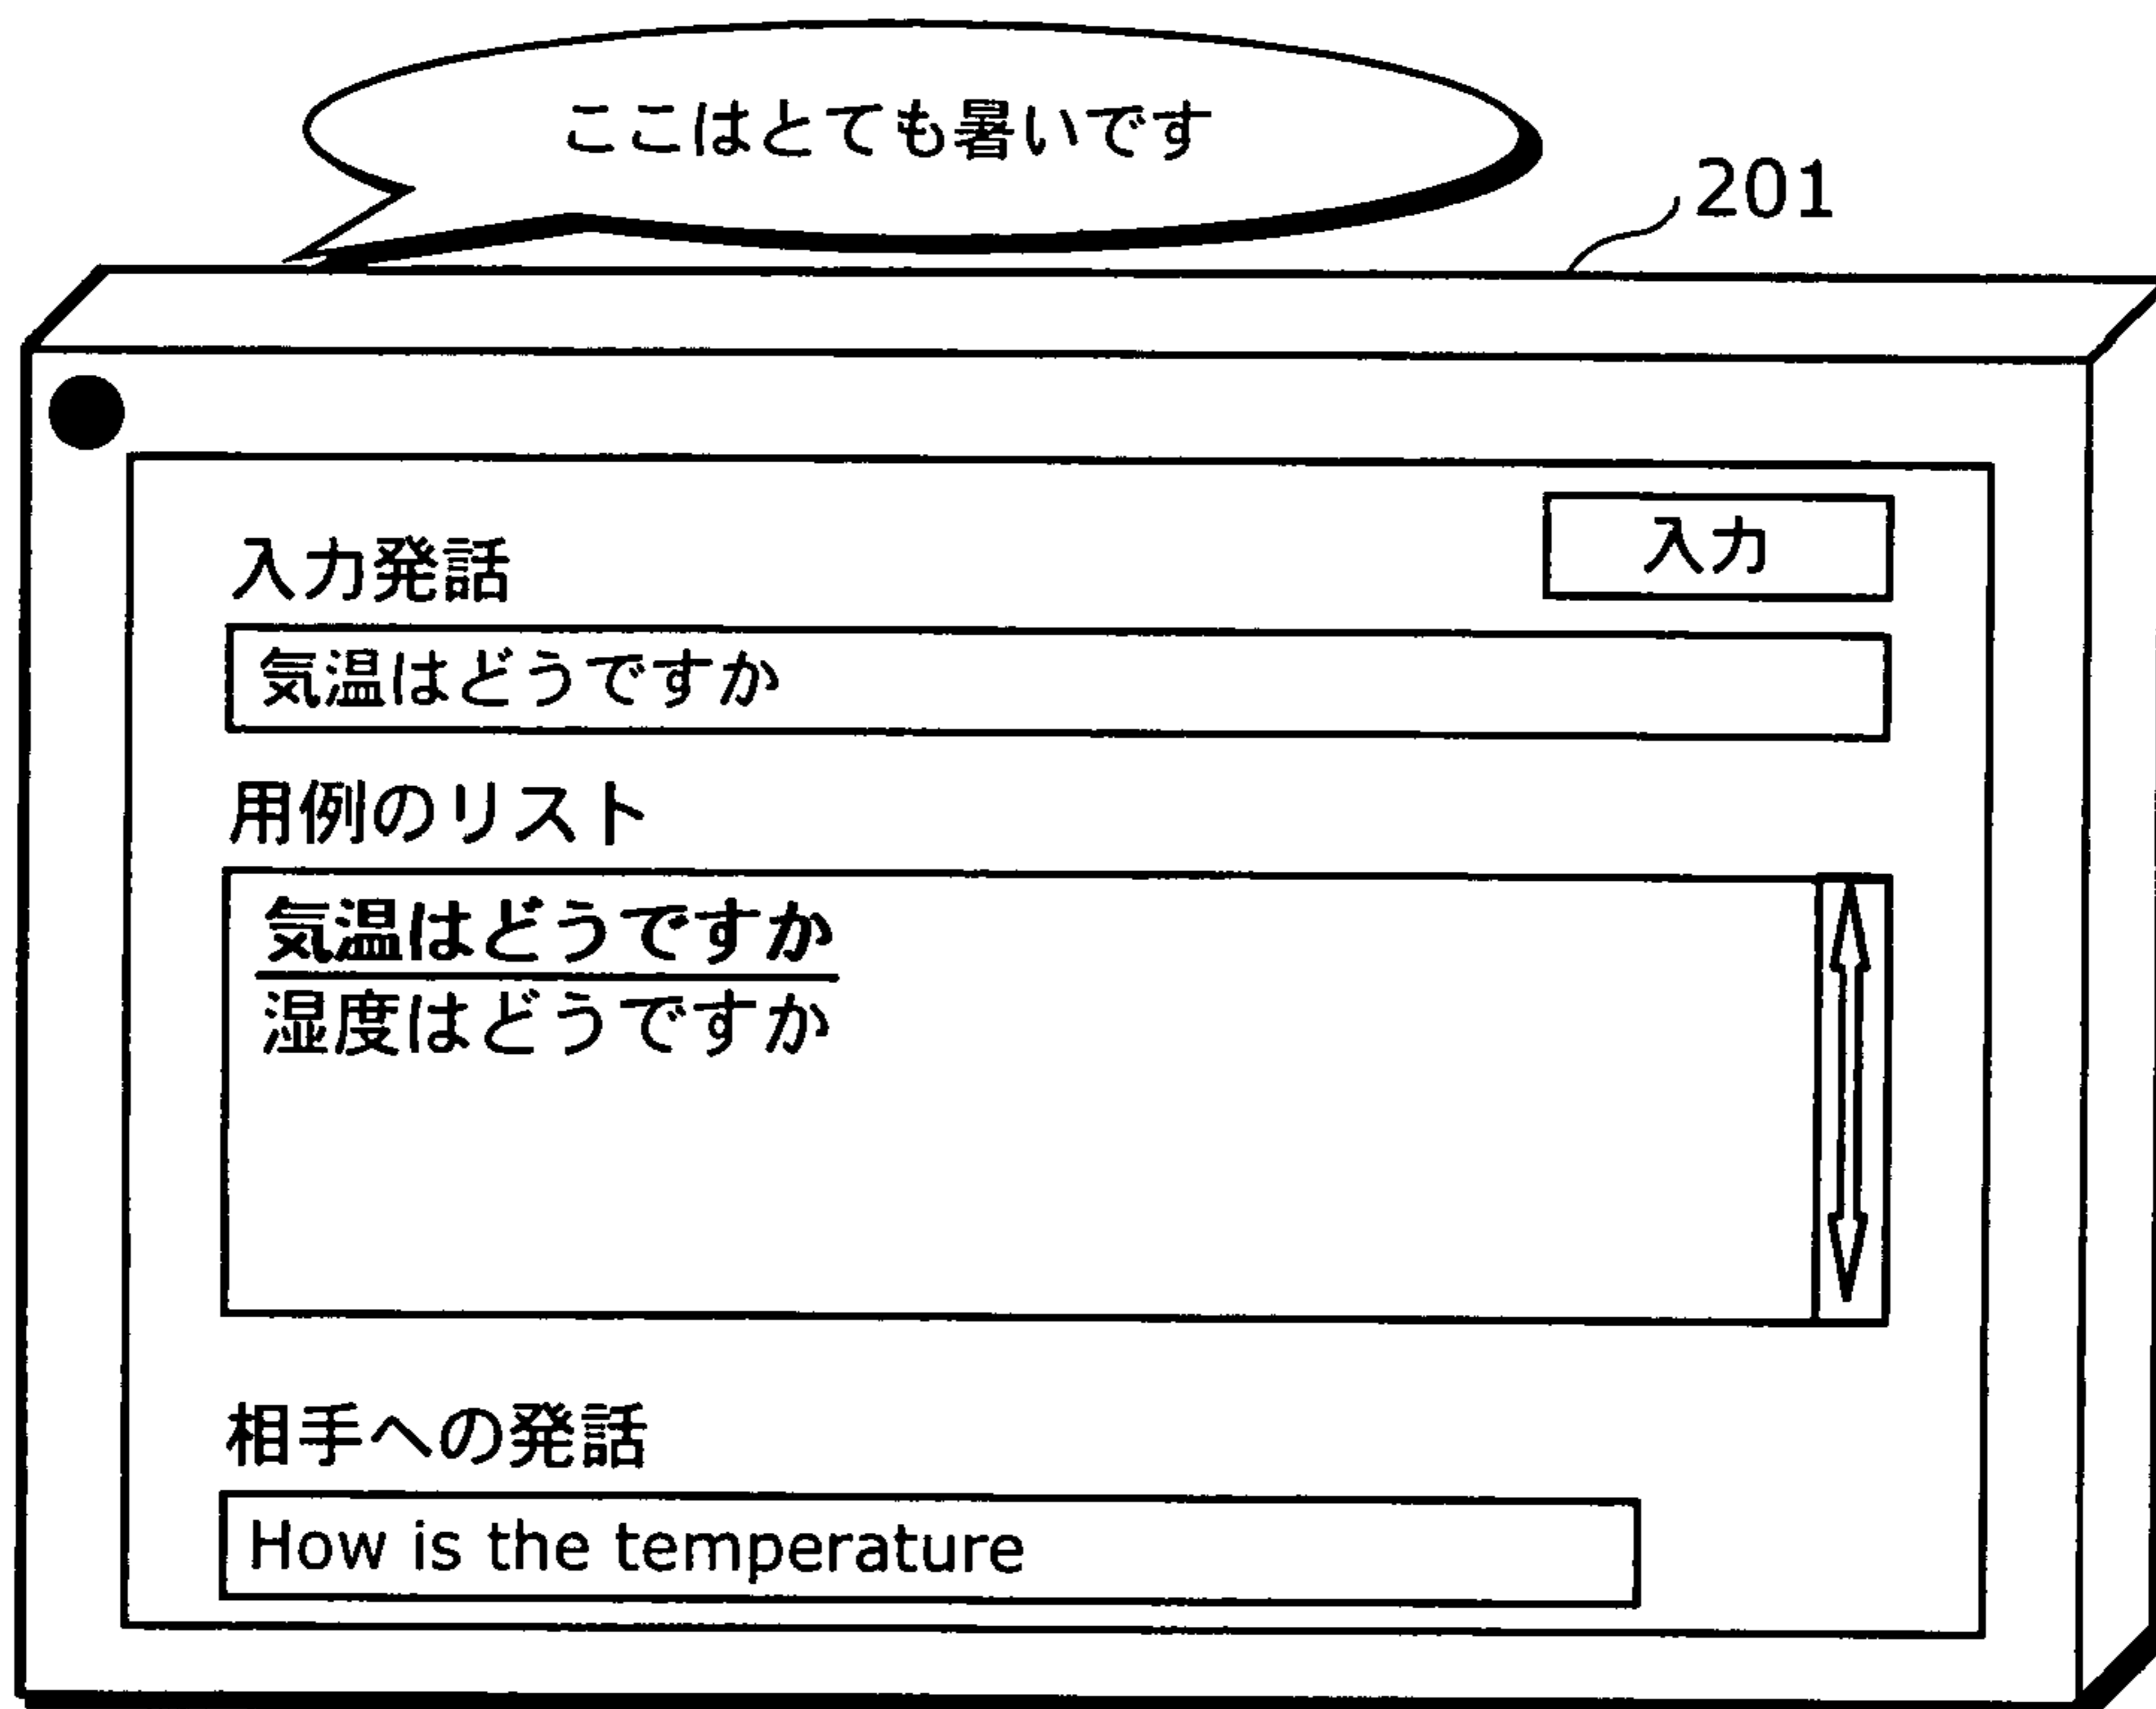 ここはとても暑いです
201
入力発話
入力
気温はどうですか
用例のリスト
気温はどうですか
湿度はどうですか
相手への発話
How is the temperature